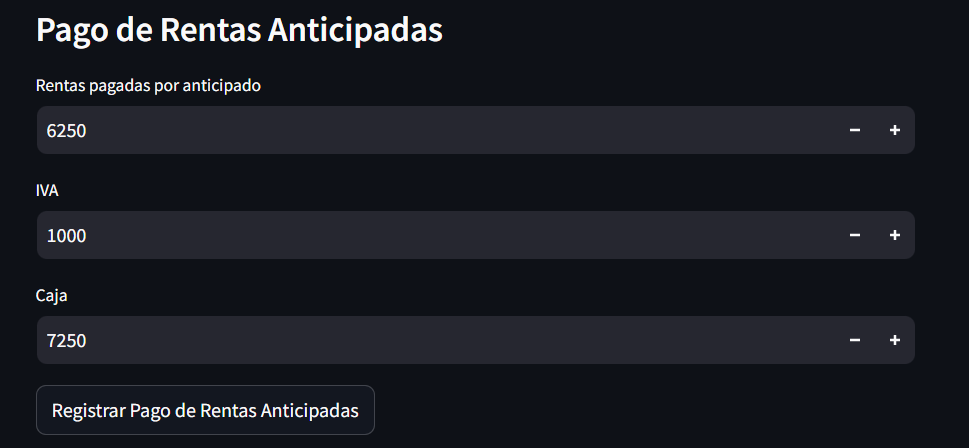 Pago de Rentas Anticipadas
Rentas pagadas por anticipado
6250
IVA
1000
Caja
7250
Registrar Pago de Rentas Anticipadas